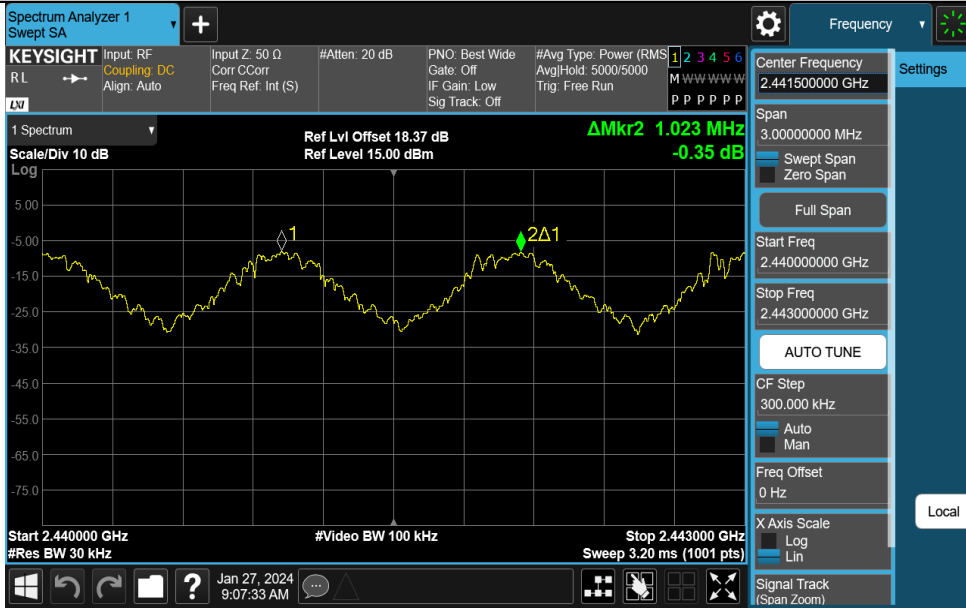 Spectrum Analyzer 1
Swept SA
+
Frequency
KEYSIGHT
RL
LXI
Input: RF
Coupling: DC
Align: Auto
Input Z: 50 Ω
Corr CCorr
Freq Ref: Int (S)
#Atten: 20 dB
PNO: Best Wide
Gate: Off
IF Gain: Low
Sig Track: Off
#Avg Type: Power (RMS
Avg|Hold: 5000/5000
Trig: Free Run
1 2 3 4 5 6
M W W W W W
P P P P P P
1 Spectrum
Scale/Div 10 dB
Log
Ref Lvl Offset 18.37 dB
Ref Level 15.00 dBm
ΔMkr2 1.023 MHz
-0.35 dB
5.00
-5.00
-15.0
-25.0
-35.0
-45.0
-55.0
-65.0
-75.0
1
2Δ1
Start 2.440000 GHz
#Res BW 30 kHz
#Video BW 100 kHz
Stop 2.443000 GHz
Sweep 3.20 ms (1001 pts)
?
Jan 27, 2024
9:07:33 AM
Center Frequency
2.441500000 GHz
Span
3.00000000 MHz
Swept Span
Zero Span
Full Span
Start Freq
2.440000000 GHz
Stop Freq
2.443000000 GHz
AUTO TUNE
CF Step
300.000 kHz
Auto
Man
Freq Offset
0 Hz
X Axis Scale
Log
Lin
Signal Track
(Span Zoom)
Settings
Local